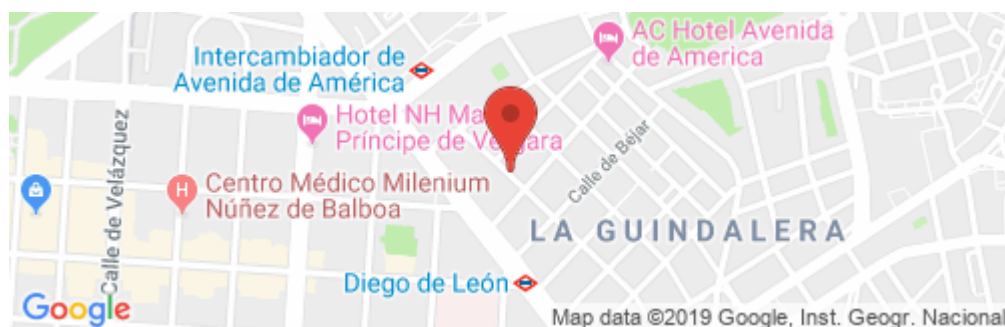 AC Hotel Avenida
de America
Intercambiador de
Avenida de América
Hotel NH Ma
Príncipe de Ve gara
Calle de Velázquez
Calle de Béjar
H
Centro Médico Milenium
Núñez de Balboa
LA GUINDALERA
Diego de León
Google
Map data ©2019 Google, Inst. Geogr. Nacional